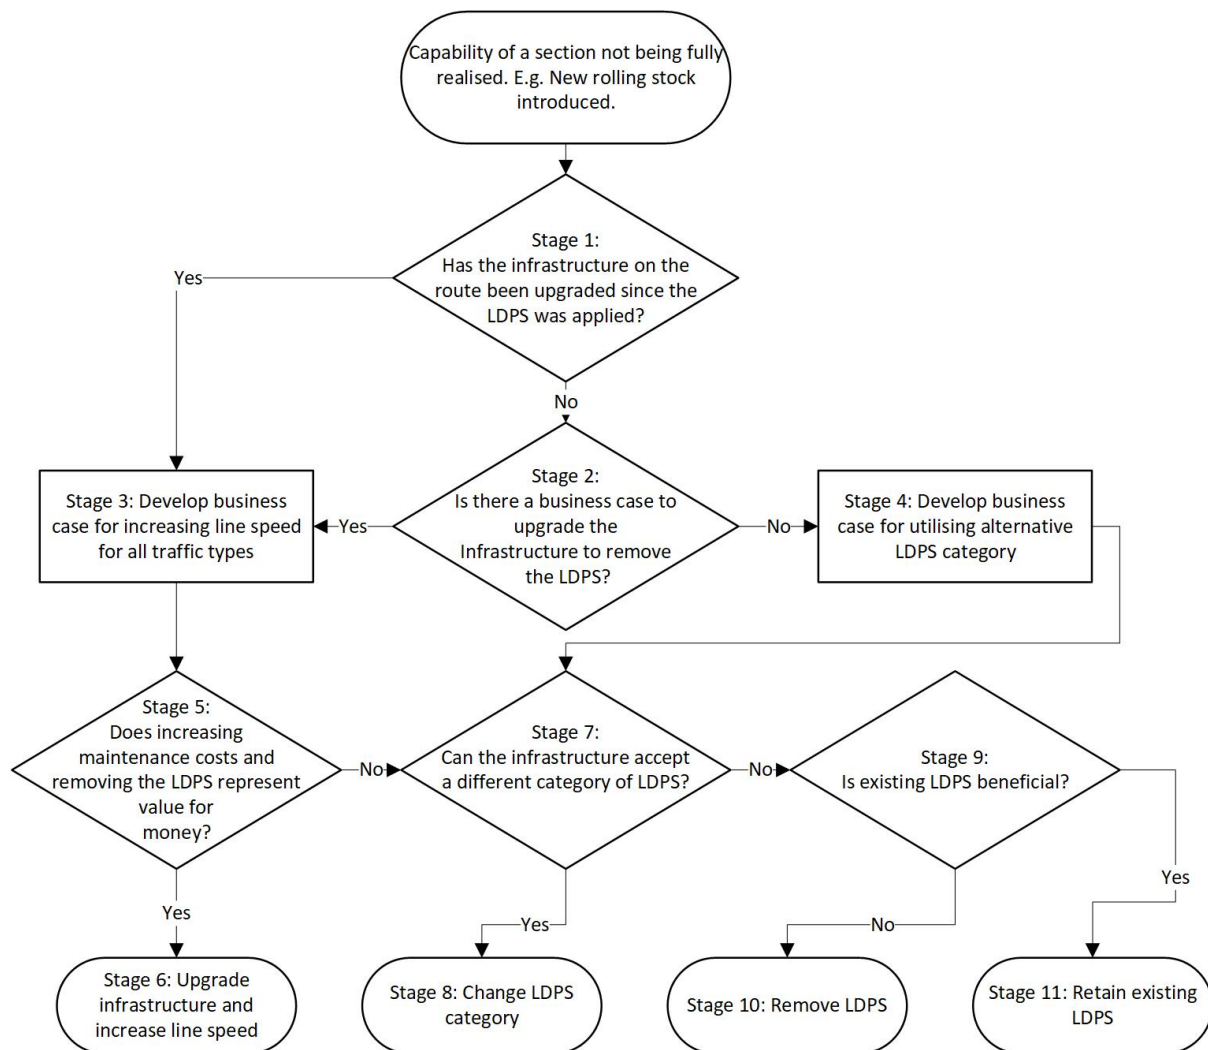 Capability of a section not being fully
realised. E.g. New rolling stock
introduced.
Stage 1:
Has the infrastructure on the
route been upgraded since the
LDPS was applied?
Yes
No
Stage 3: Develop business
case for increasing line speed
for all traffic types
Yes
Stage 2:
Is there a business case to
upgrade the
Infrastructure to remove
the LDPS?
No
Stage 4: Develop business
case for utilising alternative
LDPS category
Stage 5:
Does increasing
maintenance costs and
removing the LDPS represent
value for
money?
No
Stage 7:
Can the infrastructure accept
a different category of LDPS?
No
Stage 9:
Is existing LDPS beneficial?
Yes
Yes
No
Yes
Stage 6: Upgrade
infrastructure and
increase line speed
Stage 8: Change LDPS
category
Stage 10: Remove LDPS
Stage 11: Retain existing
LDPS